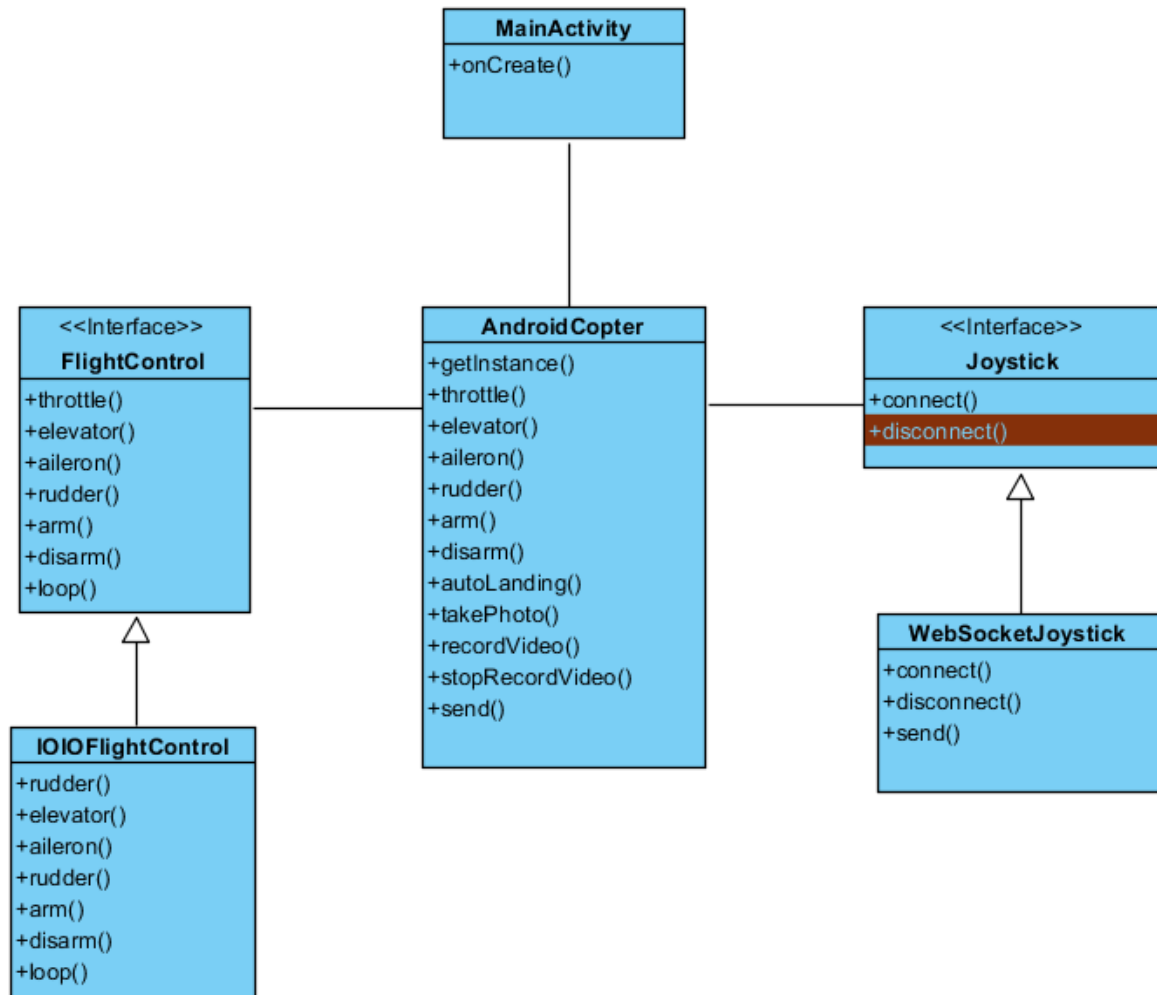 MainActivity
+onCreate()
<<Interface>>
FlightControl
+throttle()
+elevator()
+aileron()
+rudder()
+arm()
+disarm()
+loop()
AndroidCopter
+getInstance()
+throttle()
+elevator()
+aileron()
+rudder()
+arm()
+disarm()
+autoLanding()
+takePhoto()
+recordVideo()
+stopRecordVideo()
+send()
<<Interface>>
Joystick
+connect()
+disconnect()
IOIOFlightControl
+rudder()
+elevator()
+aileron()
+rudder()
+arm()
+disarm()
+loop()
WebSocketJoystick
+connect()
+disconnect()
+send()